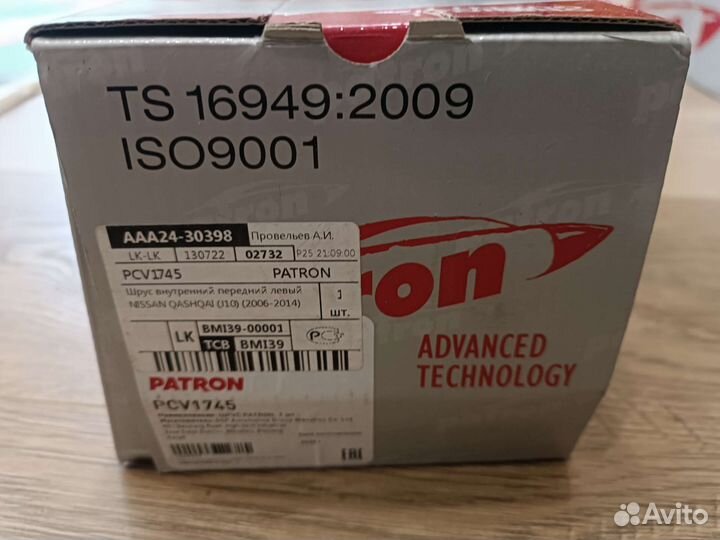 TS 16949:2009
ISO9001
AAA24-30398 Провельев А.И.
LK-LK 130722 02732 P25 21:09:00
PCV1745 PATRON
Шрус внутренний передний левый
NISSAN QASHQAI (J10) (2006-2014)
1
шт.
LK BMI39-00001
TCB BMI39
РС
tron
ADVANCED
TECHNOLOGY
PATRON
PCV1745
EAC
Avito